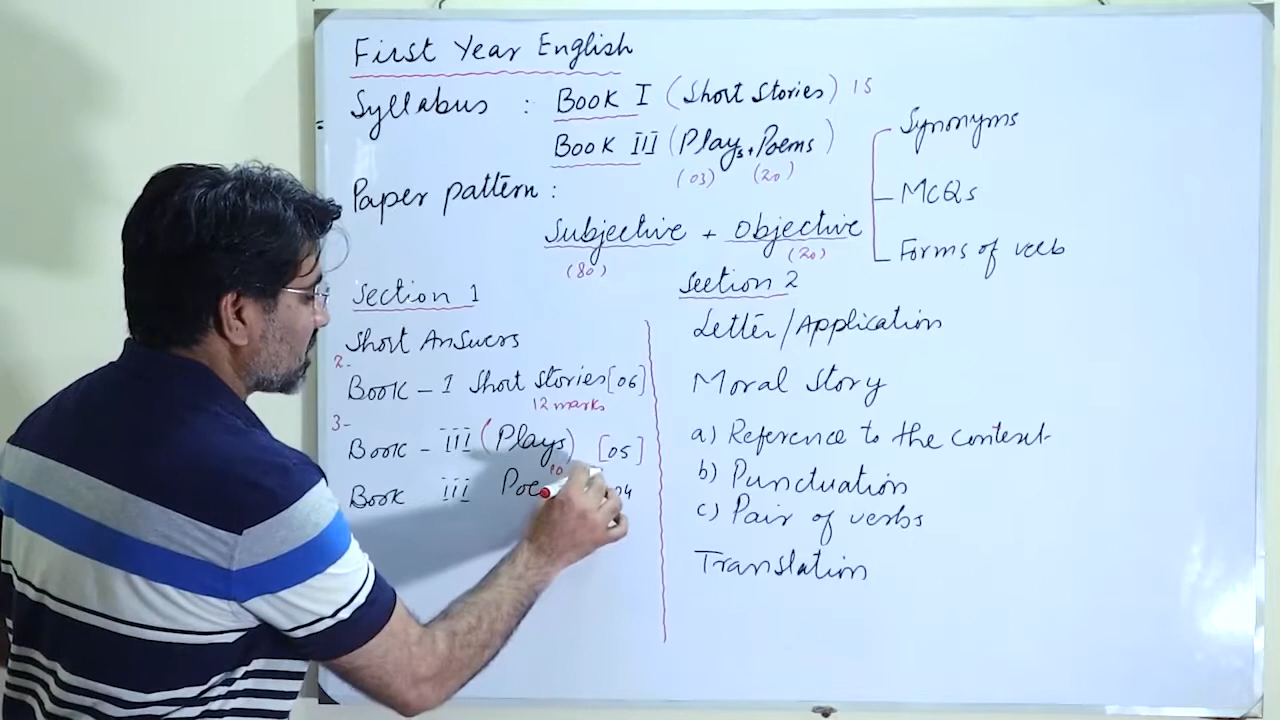 First Year English
Syllabus : Book I (Short Stories) 15
Book III (Plays + Poems)
(03) (20)
Paper pattern :
Subjective + Objective
(80) (20)
Synonyms
MCQs
Forms of verb
Section 1
Short Answers
2-
Book - 1 Short Stories [06]
12 marks
3-
Book - III (Plays) [05]
10
Book III 04
Section 2
Letter/Application
Moral Story
a) Reference to the context
b) Punctuation
c) Pair of verbs
Translation